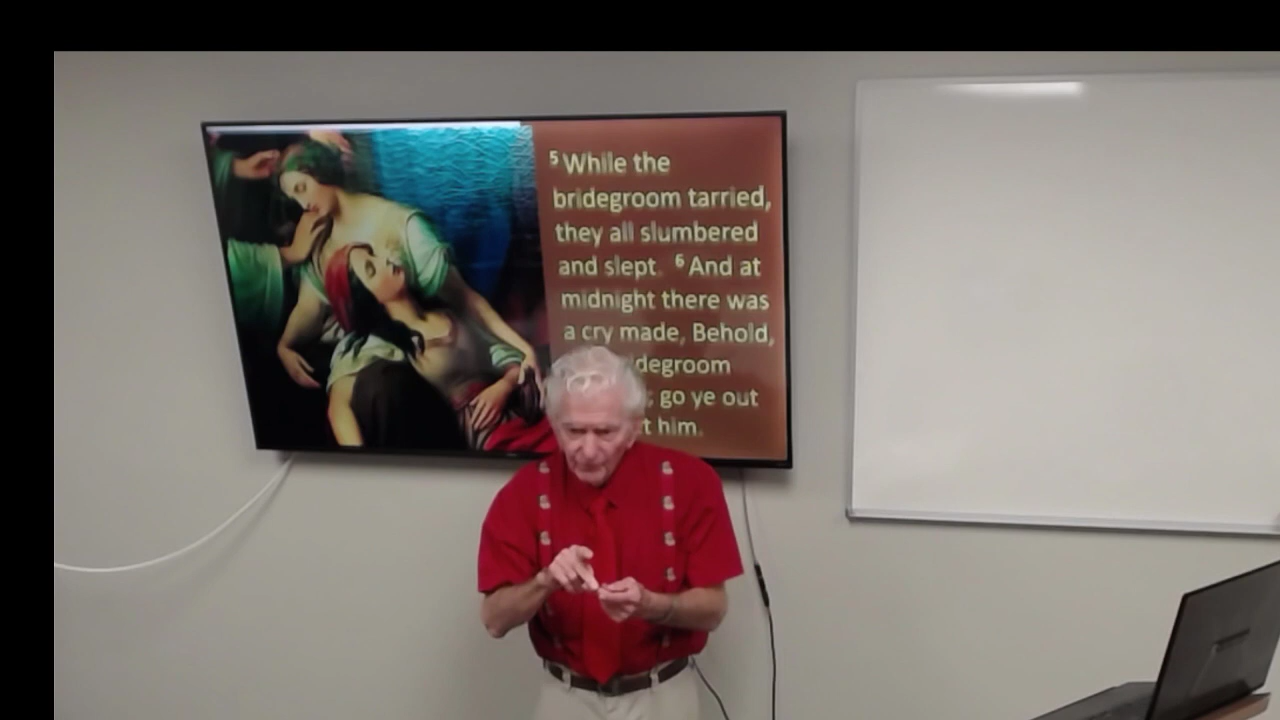 5 While the
bridegroom tarried,
they all slumbered
and slept. 6 And at
midnight there was
a cry made, Behold,
degroom
; go ye out
t him.